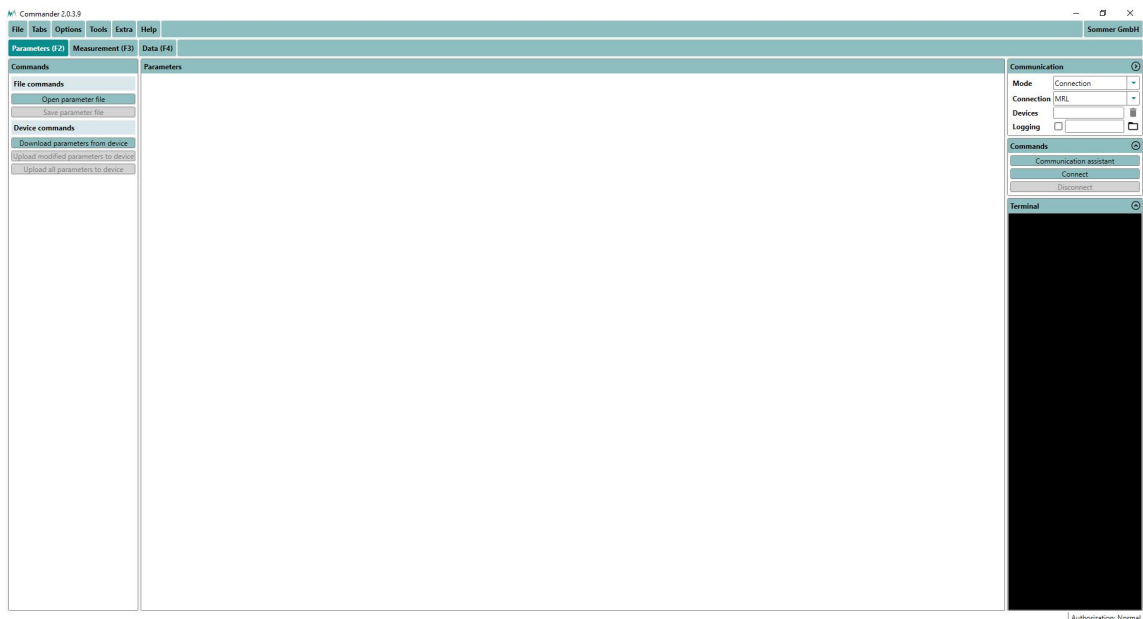 Commander 2.0.3.9
File Tabs Options Tools Extra Help Sommer GmbH
Parameters (F2) Measurement (F3) Data (F4)
Commands
File commands
Open parameter file
Save parameter file
Device commands
Download parameters from device
Upload modified parameters to device
Upload all parameters to device
Parameters
Communication
Mode Connection
Connection MRL
Devices
Logging
Commands
Communication assistant
Connect
Disconnect
Terminal
Authorization: Normal